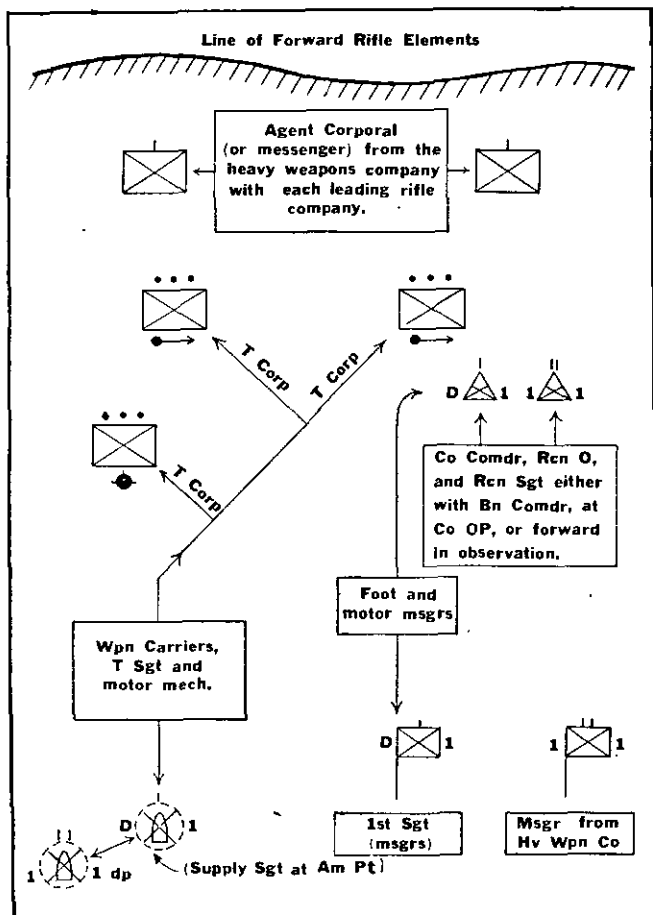 Line of Forward Rifle Elements
Agent Corporal
(or messenger) from the
heavy weapons company
with each leading rifle
company.
T Corp
T Corp
T Corp
D 1 1 1
Co Comdr, Rcn O,
and Rcn Sgt either
with Bn Comdr, at
Co OP, or forward
in observation.
Foot and
motor msgrs
Wpn Carriers,
T Sgt and
motor mech.
D 1
1 1
1st Sgt
(msgrs)
Msgr from
Hv Wpn Co
D 1
1 1 dp
(Supply Sgt at Am Pt)